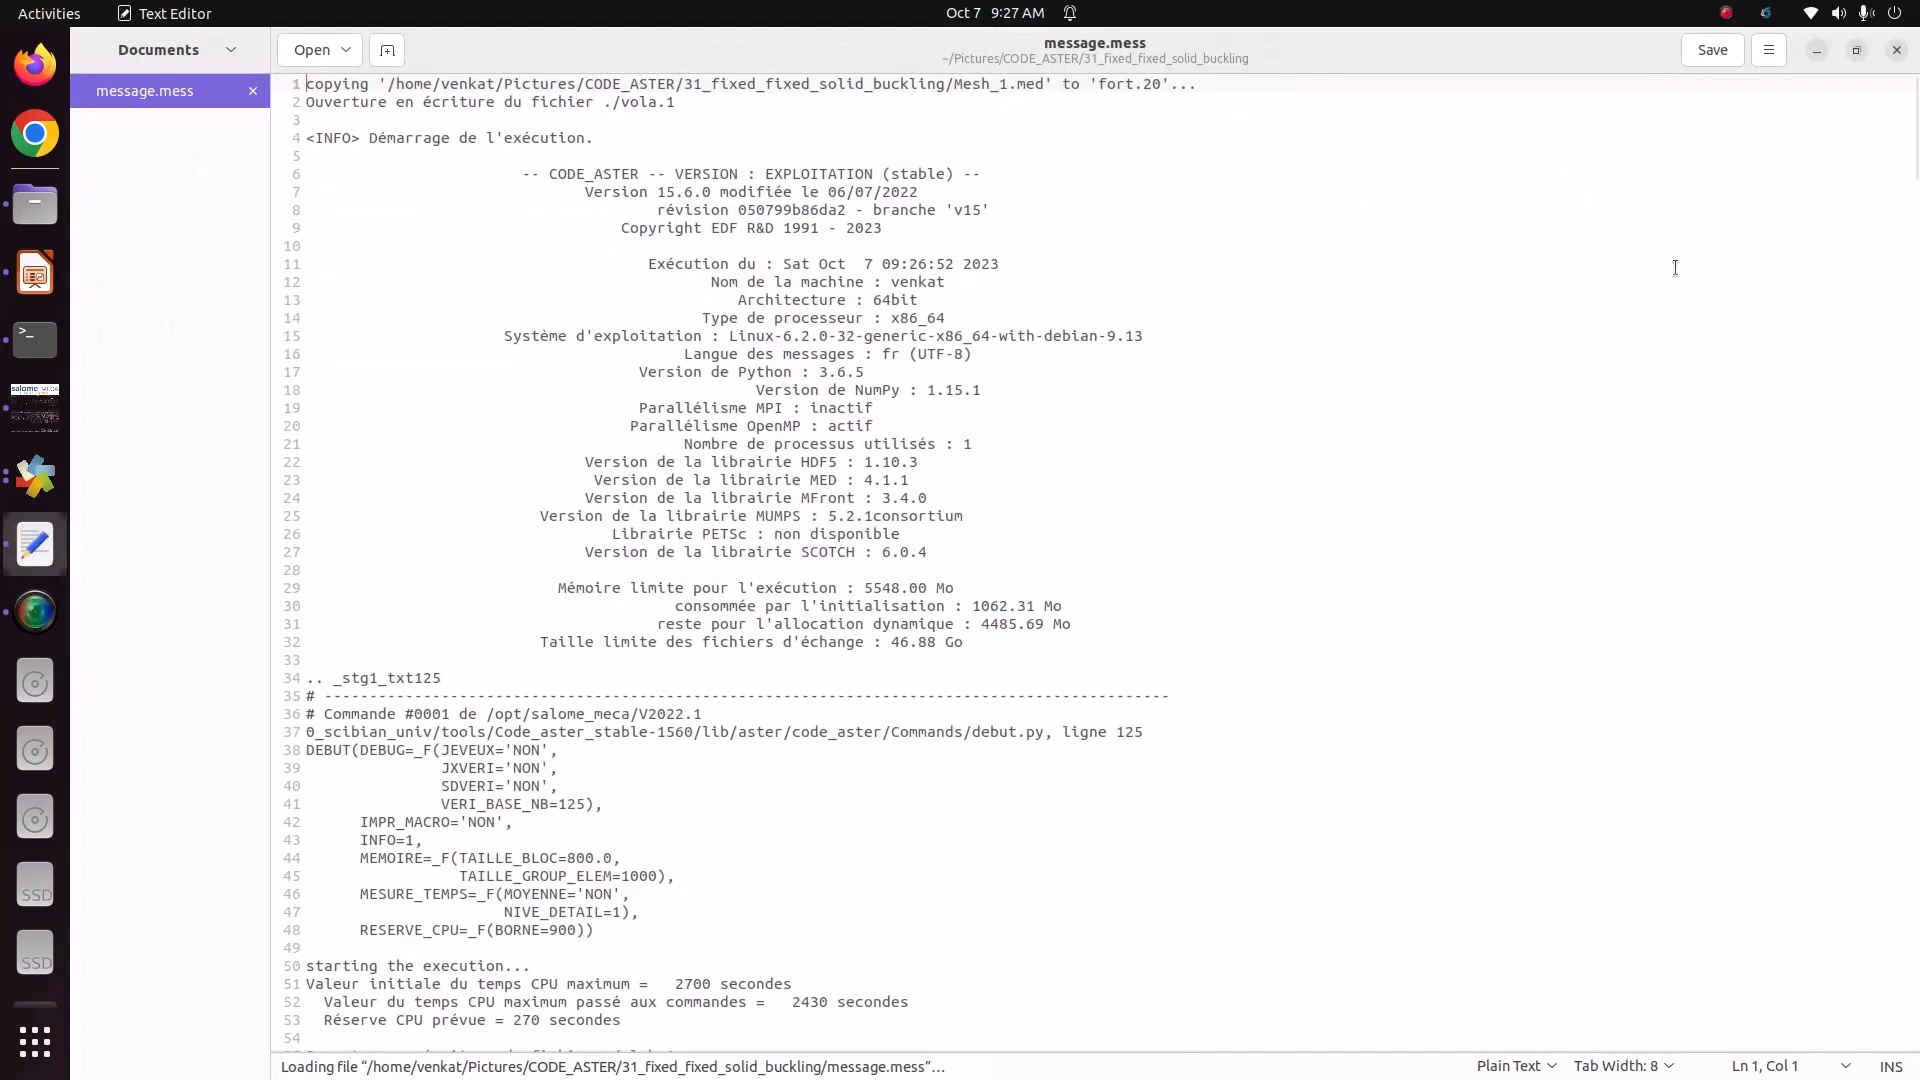 Activities
Text Editor
Oct 7 9:27 AM
Documents
Open
message.mess
~/Pictures/CODE_ASTER/31_fixed_fixed_solid_buckling
Save
message.mess
1 copying '/home/venkat/Pictures/CODE_ASTER/31_fixed_fixed_solid_buckling/Mesh_1.med' to 'fort.20'...
2 Ouverture en écriture du fichier ./vola.1
3
4 <INFO> Démarrage de l'exécution.
5
6 -- CODE_ASTER -- VERSION : EXPLOITATION (stable) --
7 Version 15.6.0 modifiée le 06/07/2022
8 révision 050799b86da2 - branche 'v15'
9 Copyright EDF R&D 1991 - 2023
10
11 Exécution du : Sat Oct  7 09:26:52 2023
12 Nom de la machine : venkat
13 Architecture : 64bit
14 Type de processeur : x86_64
15 Système d'exploitation : Linux-6.2.0-32-generic-x86_64-with-debian-9.13
16 Langue des messages : fr (UTF-8)
17 Version de Python : 3.6.5
18 Version de NumPy : 1.15.1
19 Parallélisme MPI : inactif
20 Parallélisme OpenMP : actif
21 Nombre de processus utilisés : 1
22 Version de la librairie HDF5 : 1.10.3
23 Version de la librairie MED : 4.1.1
24 Version de la librairie MFront : 3.4.0
25 Version de la librairie MUMPS : 5.2.1consortium
26 Librairie PETSc : non disponible
27 Version de la librairie SCOTCH : 6.0.4
28
29 Mémoire limite pour l'exécution : 5548.00 Mo
30 consommée par l'initialisation : 1062.31 Mo
31 reste pour l'allocation dynamique : 4485.69 Mo
32 Taille limite des fichiers d'échange : 46.88 Go
33
34 .. _stg1_txt125
35 # ----------------------------------------------------------------------------------------------
36 # Commande #0001 de /opt/salome_meca/V2022.1
37 0_scibian_univ/tools/Code_aster_stable-1560/lib/aster/code_aster/Commands/debut.py, ligne 125
38 DEBUT(DEBUG=_F(JEVEUX='NON',
39 JXVERI='NON',
40 SDVERI='NON',
41 VERI_BASE_NB=125),
42 IMPR_MACRO='NON',
43 INFO=1,
44 MEMOIRE=_F(TAILLE_BLOC=800.0,
45 TAILLE_GROUP_ELEM=1000),
46 MESURE_TEMPS=_F(MOYENNE='NON',
47 NIVE_DETAIL=1),
48 RESERVE_CPU=_F(BORNE=900))
49
50 starting the execution...
51 Valeur initiale du temps CPU maximum =   2700 secondes
52 Valeur du temps CPU maximum passé aux commandes =   2430 secondes
53 Réserve CPU prévue = 270 secondes
54
Loading file “/home/venkat/Pictures/CODE_ASTER/31_fixed_fixed_solid_buckling/message.mess”...
Plain Text
Tab Width: 8
Ln 1, Col 1
INS
SSD
SSD